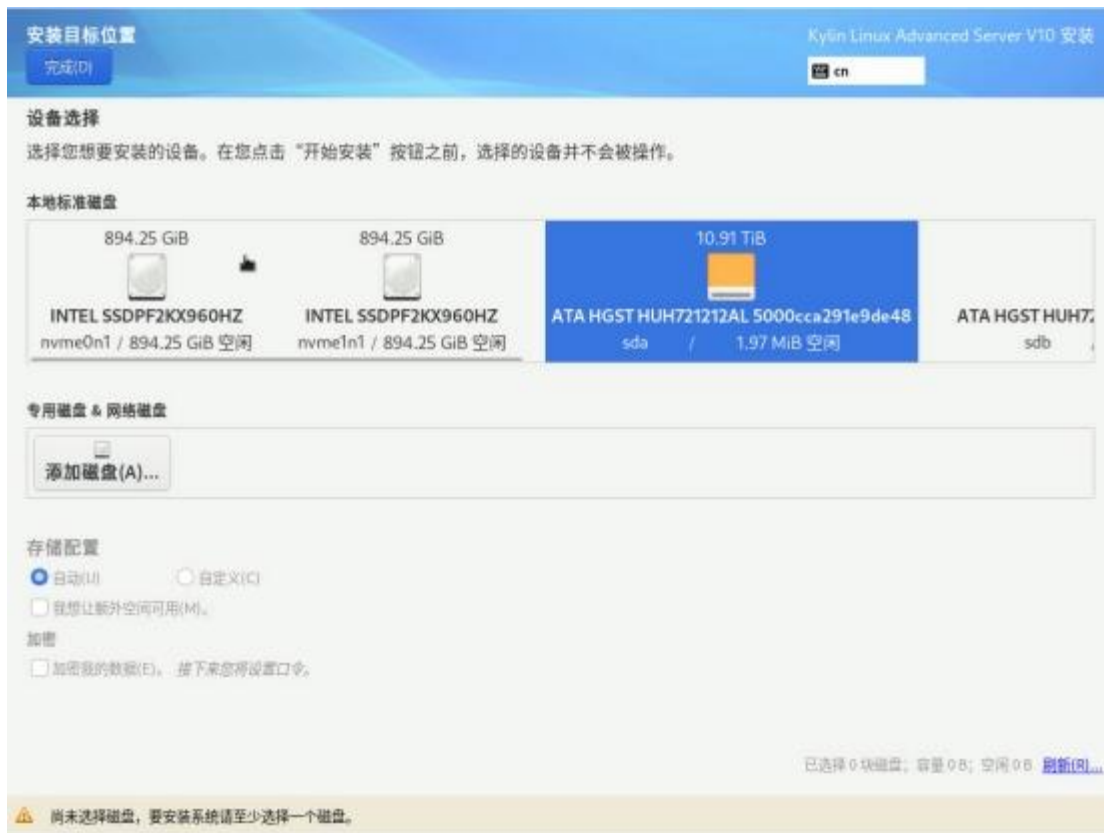 安装目标位置
Kylin Linux Advanced Server V10 安装
完成(D)
cn
设备选择
选择您想要安装的设备。在您点击“开始安装”按钮之前，选择的设备并不会被操作。
本地标准磁盘
894.25 GiB
INTEL SSDPF2KX960HZ
nvme0n1 / 894.25 GiB 空闲
894.25 GiB
INTEL SSDPF2KX960HZ
nvme1n1 / 894.25 GiB 空闲
10.91 TiB
ATA HGST HUH721212AL 5000cca291e9de48
sda / 1.97 MiB 空闲
ATA HGST HUH72
sdb /
专用磁盘 & 网络磁盘
添加磁盘(A)...
存储配置
自动(U) 自定义(C)
我想让额外空间可用(M)。
加密
加密我的数据(E)。 接下来您将设置口令。
已选择 0 块磁盘；容量 0 B；空闲 0 B 刷新(R)...
尚未选择磁盘，要安装系统请至少选择一个磁盘。